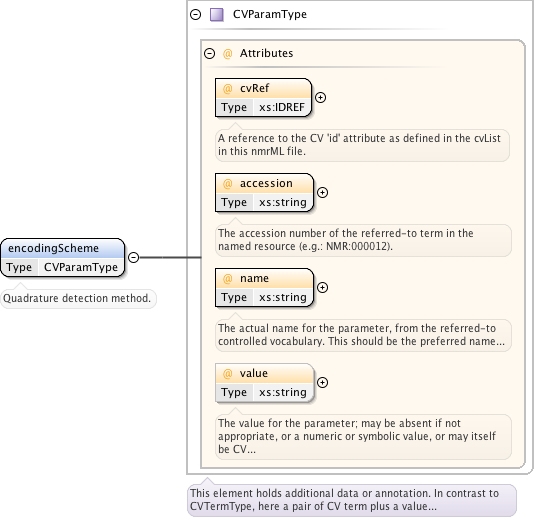 CVParamType
@ Attributes
@ cvRef
Type xs:IDREF
A reference to the CV 'id' attribute as defined in the cvList
in this nmrML file.
@ accession
Type xs:string
The accession number of the referred-to term in the
named resource (e.g.: NMR:000012).
encodingScheme
Type CVParamType
Quadrature detection method.
@ name
Type xs:string
The actual name for the parameter, from the referred-to
controlled vocabulary. This should be the preferred name...
@ value
Type xs:string
The value for the parameter; may be absent if not
appropriate, or a numeric or symbolic value, or may itself
be CV...
This element holds additional data or annotation. In contrast to
CVTermType, here a pair of CV term plus a value...